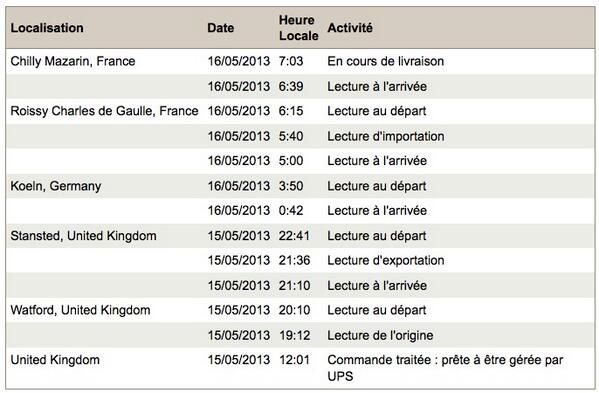 Localisation Date Heure Locale Activité
Chilly Mazarin, France 16/05/2013 7:03 En cours de livraison
16/05/2013 6:39 Lecture à l'arrivée
Roissy Charles de Gaulle, France 16/05/2013 6:15 Lecture au départ
16/05/2013 5:40 Lecture d'importation
16/05/2013 5:00 Lecture à l'arrivée
Koeln, Germany 16/05/2013 3:50 Lecture au départ
16/05/2013 0:42 Lecture à l'arrivée
Stansted, United Kingdom 15/05/2013 22:41 Lecture au départ
15/05/2013 21:36 Lecture d'exportation
15/05/2013 21:10 Lecture à l'arrivée
Watford, United Kingdom 15/05/2013 20:10 Lecture au départ
15/05/2013 19:12 Lecture de l'origine
United Kingdom 15/05/2013 12:01 Commande traitée : prête à être gérée par
UPS